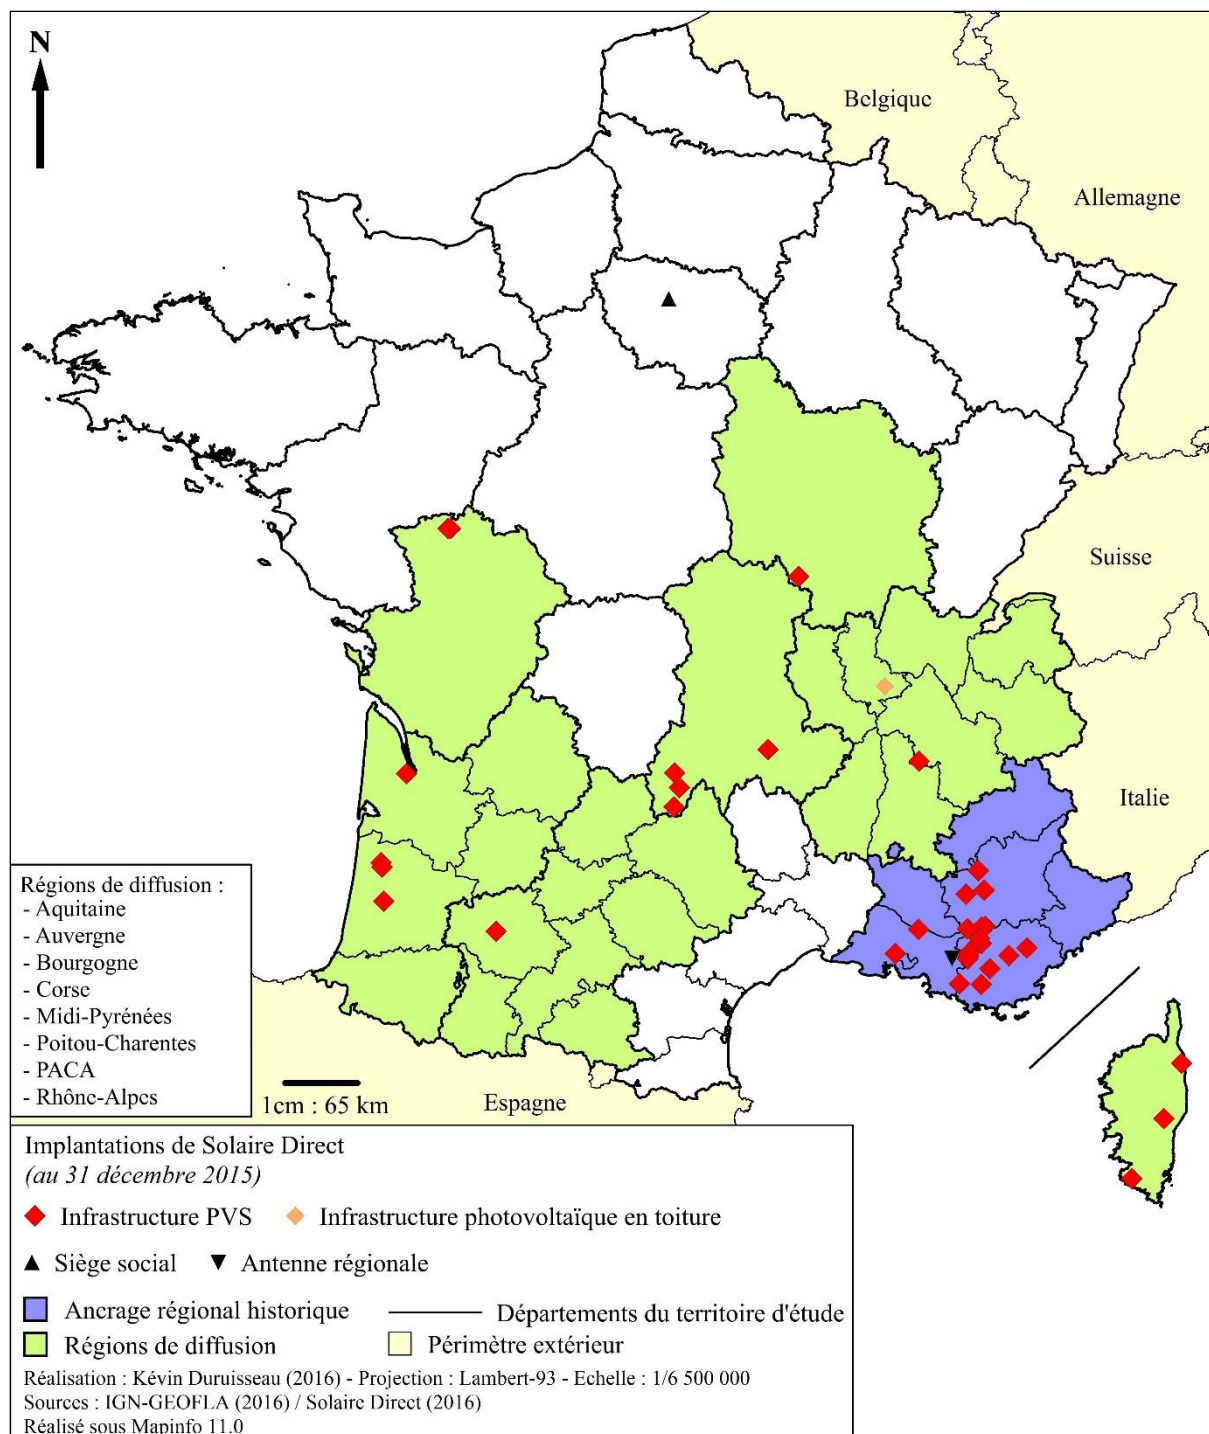 N
Belgique
Allemagne
Suisse
Italie
Régions de diffusion :
- Aquitaine
- Auvergne
- Bourgogne
- Corse
- Midi-Pyrénées
- Poitou-Charentes
- PACA
- Rhône-Alpes
1cm : 65 km
Espagne
Implantations de Solaire Direct
(au 31 décembre 2015)
Infrastructure PVS Infrastructure photovoltaïque en toiture
Siège social Antenne régionale
Ancrage régional historique Départements du territoire d'étude
Régions de diffusion Périmètre extérieur
Réalisation : Kévin Duruisseau (2016) - Projection : Lambert-93 - Echelle : 1/6 500 000
Sources : IGN-GEOFLA (2016) / Solaire Direct (2016)
Réalisé sous Mapinfo 11.0